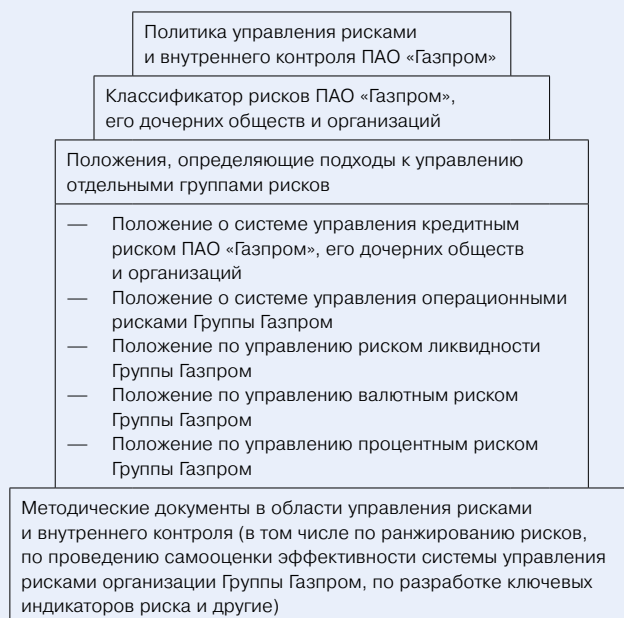 Политика управления рисками
и внутреннего контроля ПАО «Газпром»
Классификатор рисков ПАО «Газпром»,
его дочерних обществ и организаций
Положения, определяющие подходы к управлению
отдельными группами рисков
— Положение о системе управления кредитным
риском ПАО «Газпром», его дочерних обществ
и организаций
— Положение о системе управления операционными
рисками Группы Газпром
— Положение по управлению риском ликвидности
Группы Газпром
— Положение по управлению валютным риском
Группы Газпром
— Положение по управлению процентным риском
Группы Газпром
Методические документы в области управления рисками
и внутреннего контроля (в том числе по ранжированию рисков,
по проведению самооценки эффективности системы управления
рисками организации Группы Газпром, по разработке ключевых
индикаторов риска и другие)